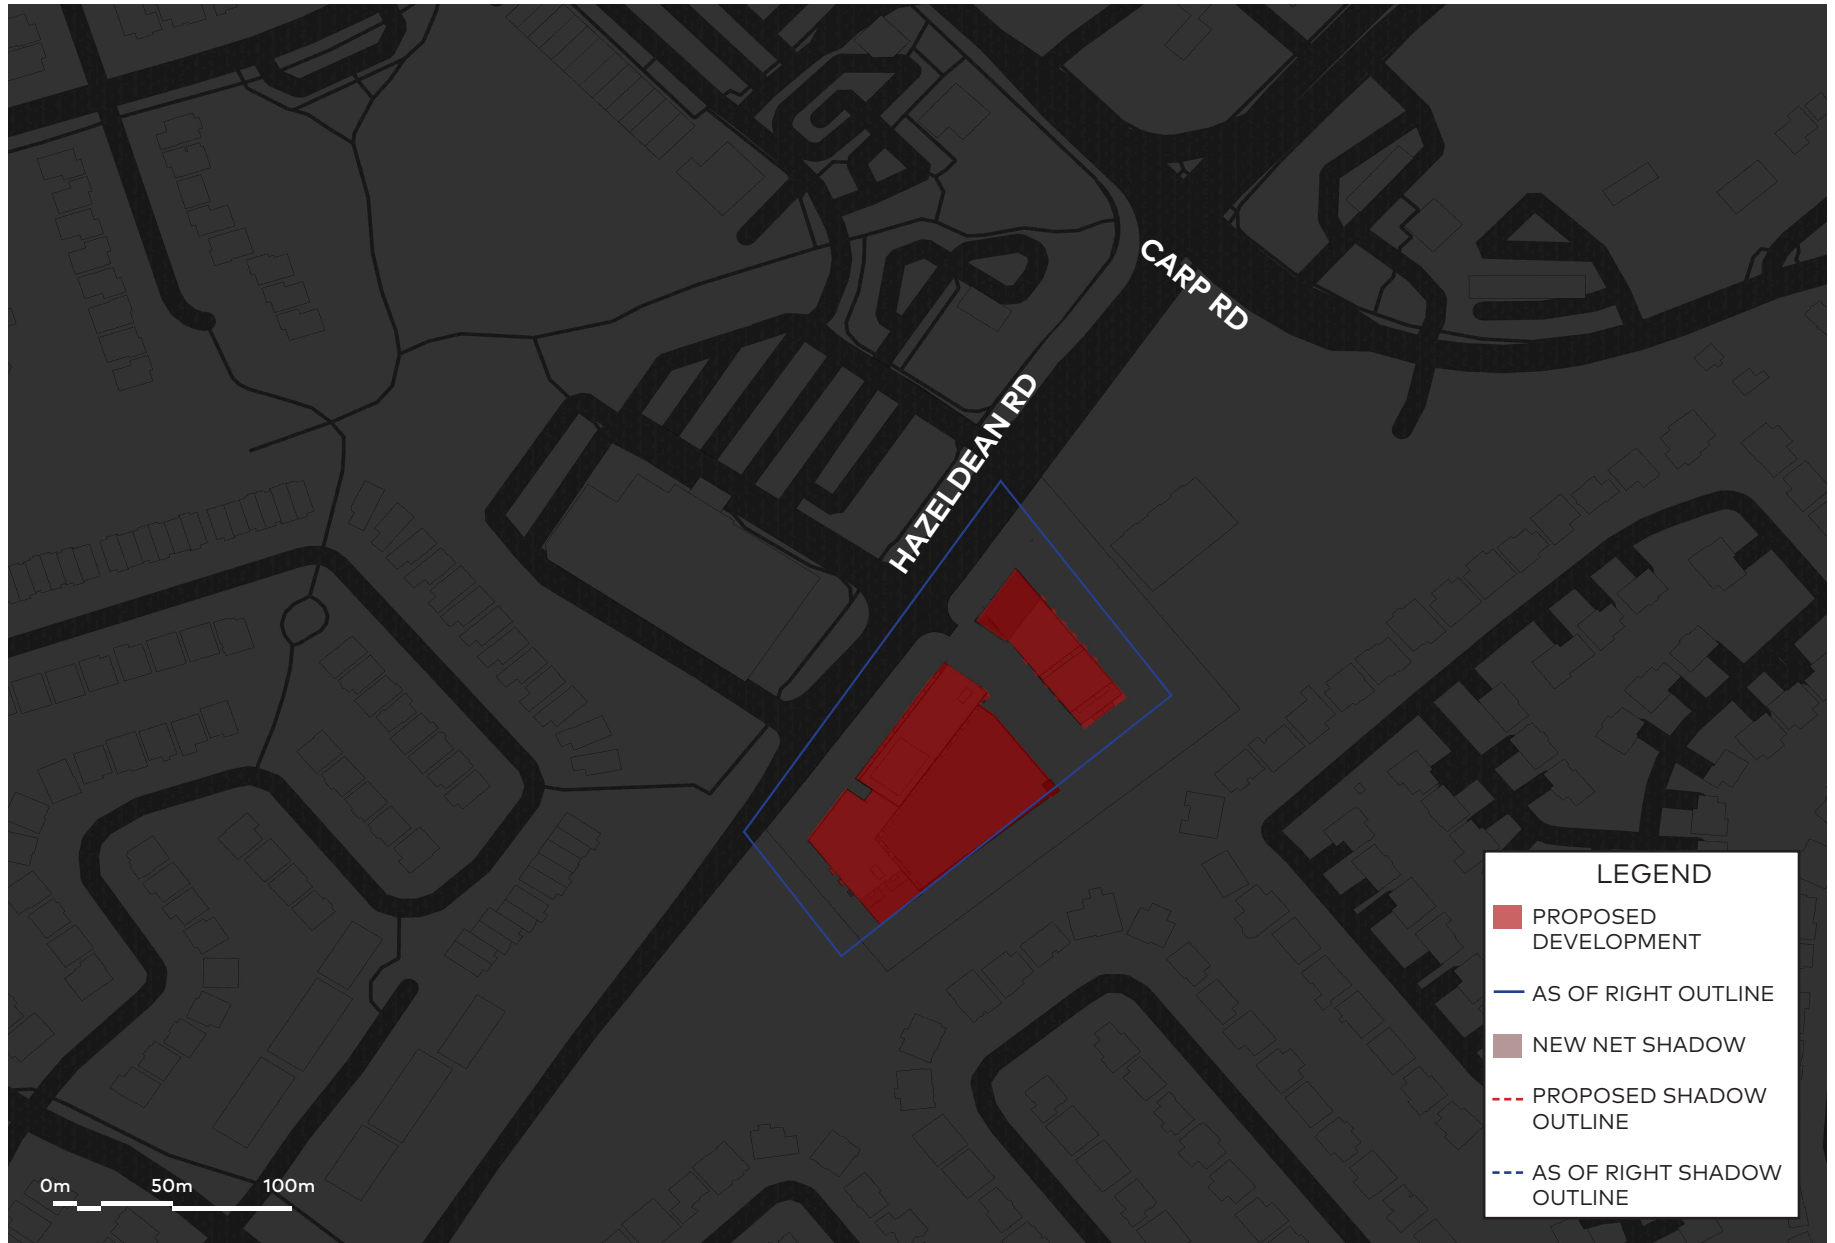 CARP RD
HAZELDEAN RD
LEGEND
PROPOSED
DEVELOPMENT
AS OF RIGHT OUTLINE
NEW NET SHADOW
PROPOSED SHADOW
OUTLINE
AS OF RIGHT SHADOW
OUTLINE
0m 50m 100m